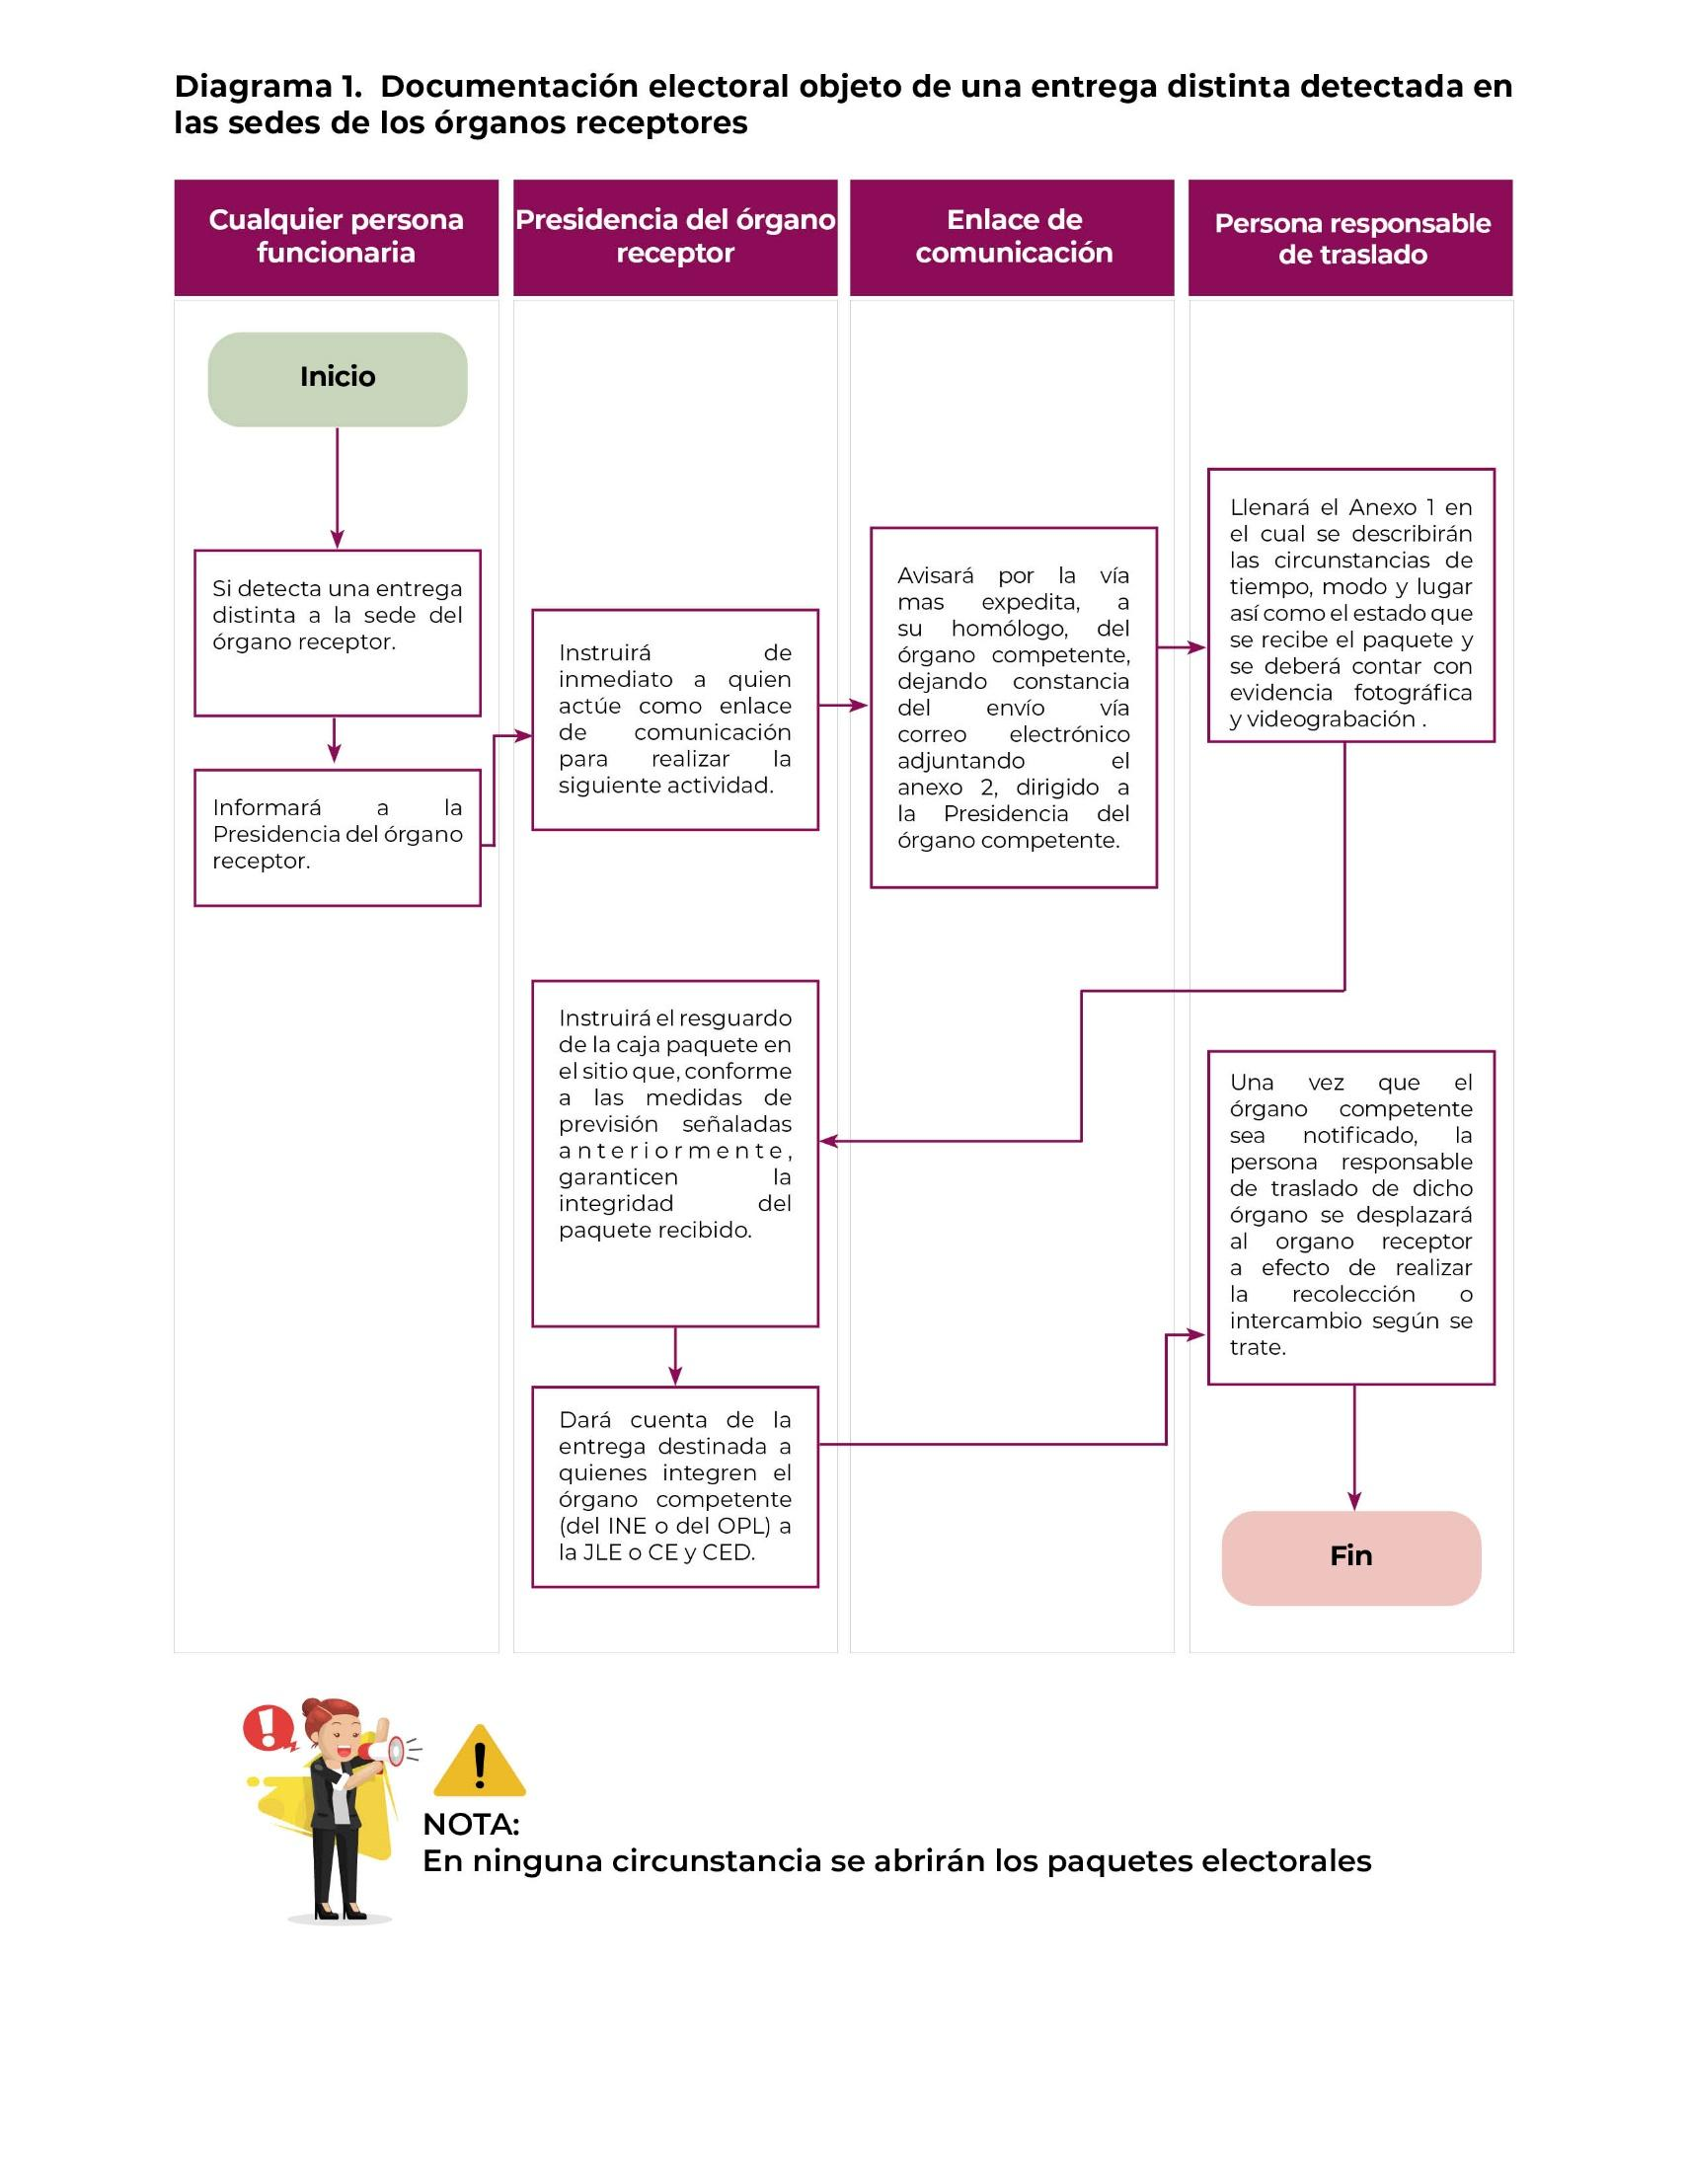 Diagrama 1. Documentación electoral objeto de una entrega distinta detectada en
las sedes de los órganos receptores
Cualquier persona
funcionaria
Presidencia del órgano
receptor
Enlace de
comunicación
Persona responsable
de traslado
Inicio
Si detecta una entrega
distinta a la sede del
órgano receptor.
Informará a la
Presidencia del órgano
receptor.
Instruirá de
inmediato a quien
actúe como enlace
de comunicación
para realizar la
siguiente actividad.
Avisará por la vía
mas expedita, a
su homólogo, del
órgano competente,
dejando constancia
del envío vía
correo electrónico
adjuntando el
anexo 2, dirigido a
la Presidencia del
órgano competente.
Llenará el Anexo 1 en
el cual se describirán
las circunstancias de
tiempo, modo y lugar
así como el estado que
se recibe el paquete y
se deberá contar con
evidencia fotográfica
y videograbación .
Instruirá el resguardo
de la caja paquete en
el sitio que, conforme
a las medidas de
previsión señaladas
anteriormente,
garanticen la
integridad del
paquete recibido.
Dará cuenta de la
entrega destinada a
quienes integren el
órgano competente
(del INE o del OPL) a
la JLE o CE y CED.
Una vez que el
órgano competente
sea notificado, la
persona responsable
de traslado de dicho
órgano se desplazará
al organo receptor
a efecto de realizar
la recolección o
intercambio según se
trate.
Fin
NOTA:
En ninguna circunstancia se abrirán los paquetes electorales